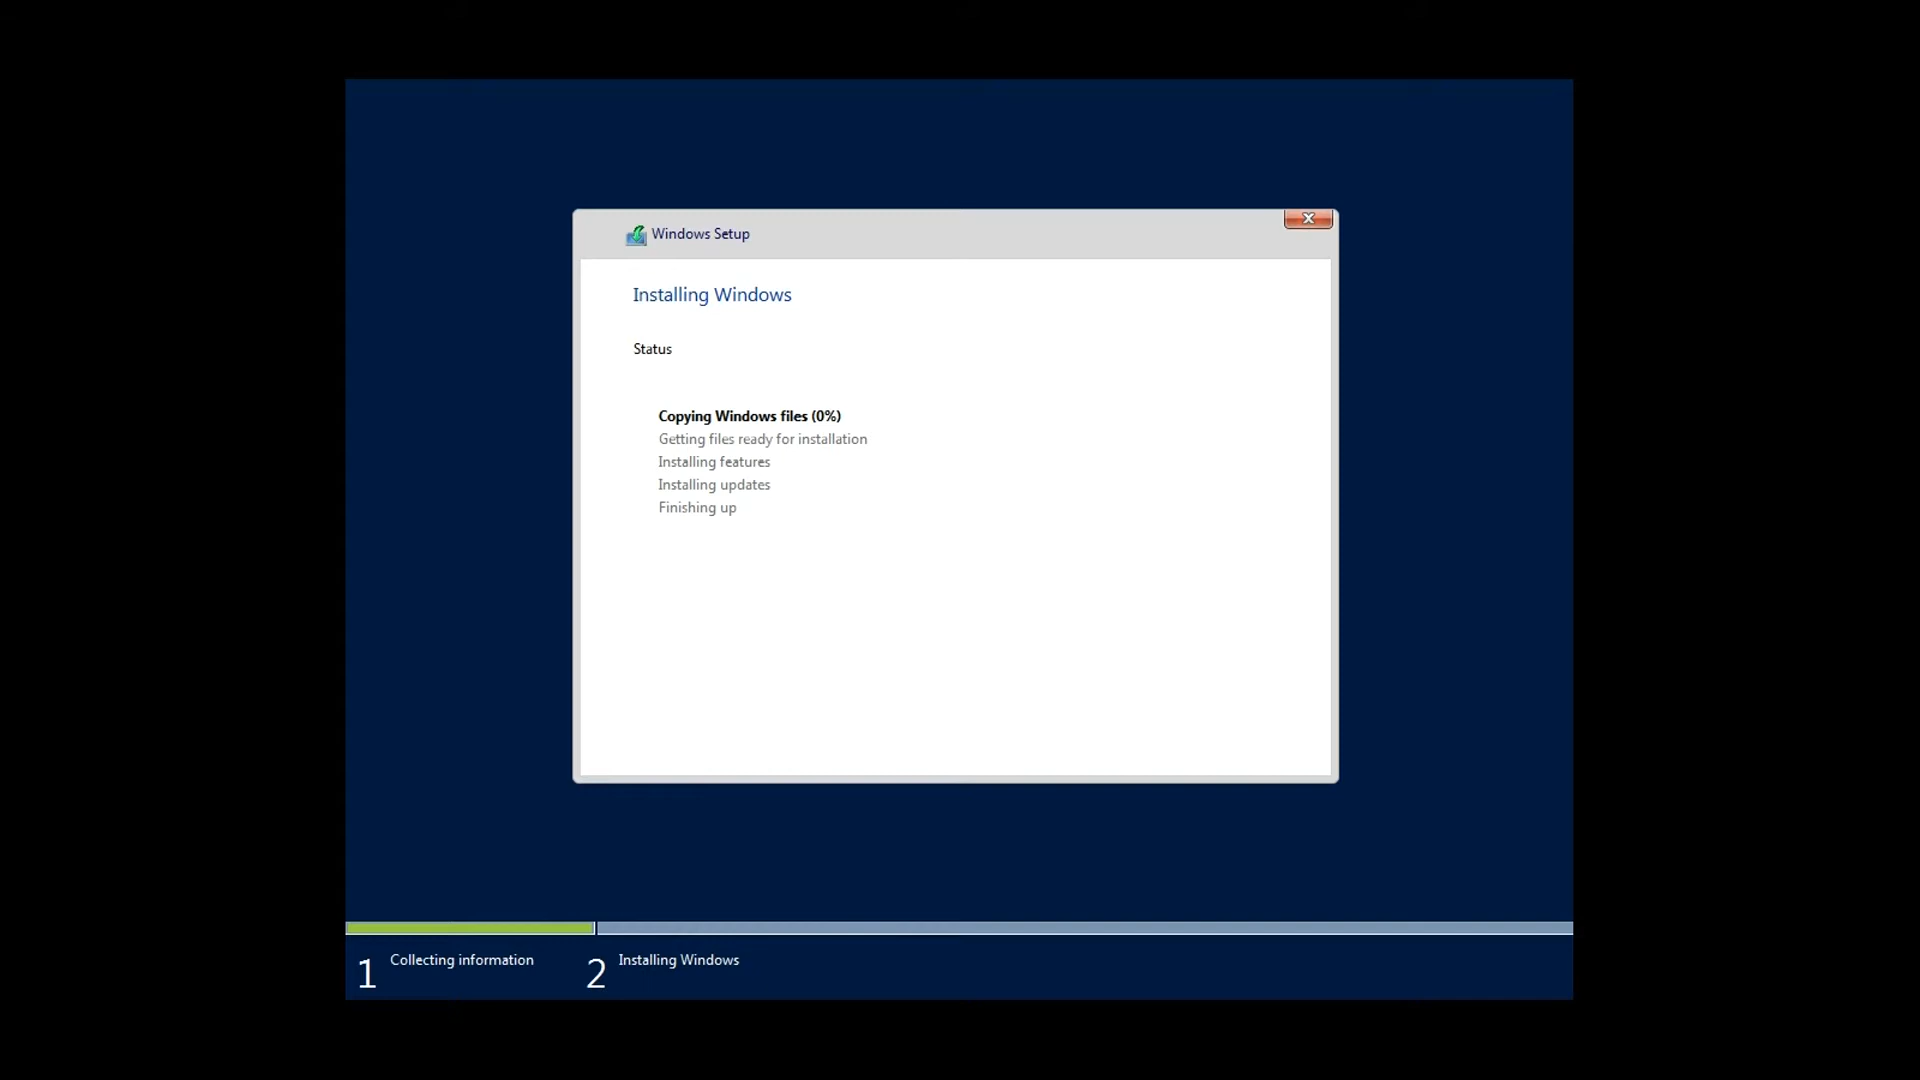 Windows Setup
Installing Windows
Status
Copying Windows files (0%)
Getting files ready for installation
Installing features
Installing updates
Finishing up
1 Collecting information
2 Installing Windows